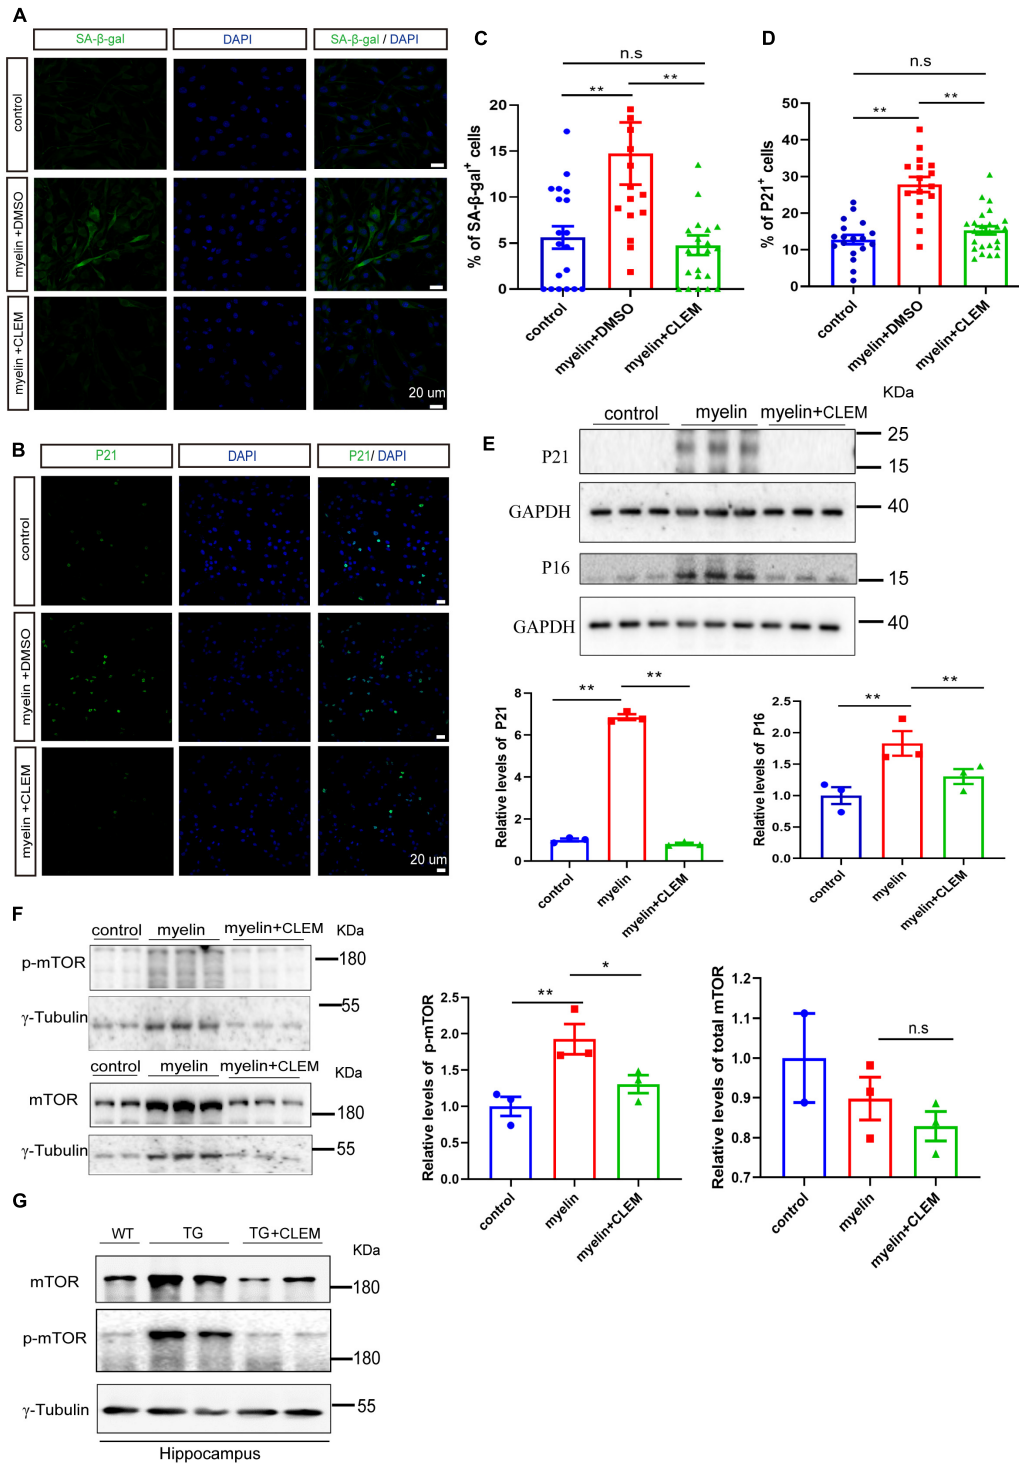 A
SA-β-gal
DAPI
SA-β-gal / DAPI
control
myelin +DMSO
myelin +CLEM
20 um
B
P21
DAPI
P21/ DAPI
control
myelin +DMSO
myelin +CLEM
20 um
C
n.s
**
**
% of SA-β-gal+ cells
20
15
10
5
0
control
myelin+DMSO
myelin+CLEM
D
n.s
**
**
% of P21+ cells
50
40
30
20
10
0
control
myelin+DMSO
myelin+CLEM
E
KDa
control
myelin
myelin+CLEM
P21
25
15
GAPDH
40
P16
15
GAPDH
40
**
**
Relative levels of P21
8
6
4
2
0
control
myelin
myelin+CLEM
**
**
Relative levels of P16
2.5
2.0
1.5
1.0
0.5
0.0
control
myelin
myelin+CLEM
F
control
myelin
myelin+CLEM
KDa
p-mTOR
180
γ-Tubulin
55
control
myelin
myelin+CLEM
KDa
mTOR
180
γ-Tubulin
55
**
*
Relative levels of p-mTOR
2.5
2.0
1.5
1.0
0.5
0.0
control
myelin
myelin+CLEM
n.s
Relative levels of total mTOR
1.2
1.1
1.0
0.9
0.8
0.7
control
myelin
myelin+CLEM
G
WT
TG
TG+CLEM
KDa
mTOR
180
p-mTOR
180
γ-Tubulin
55
Hippocampus